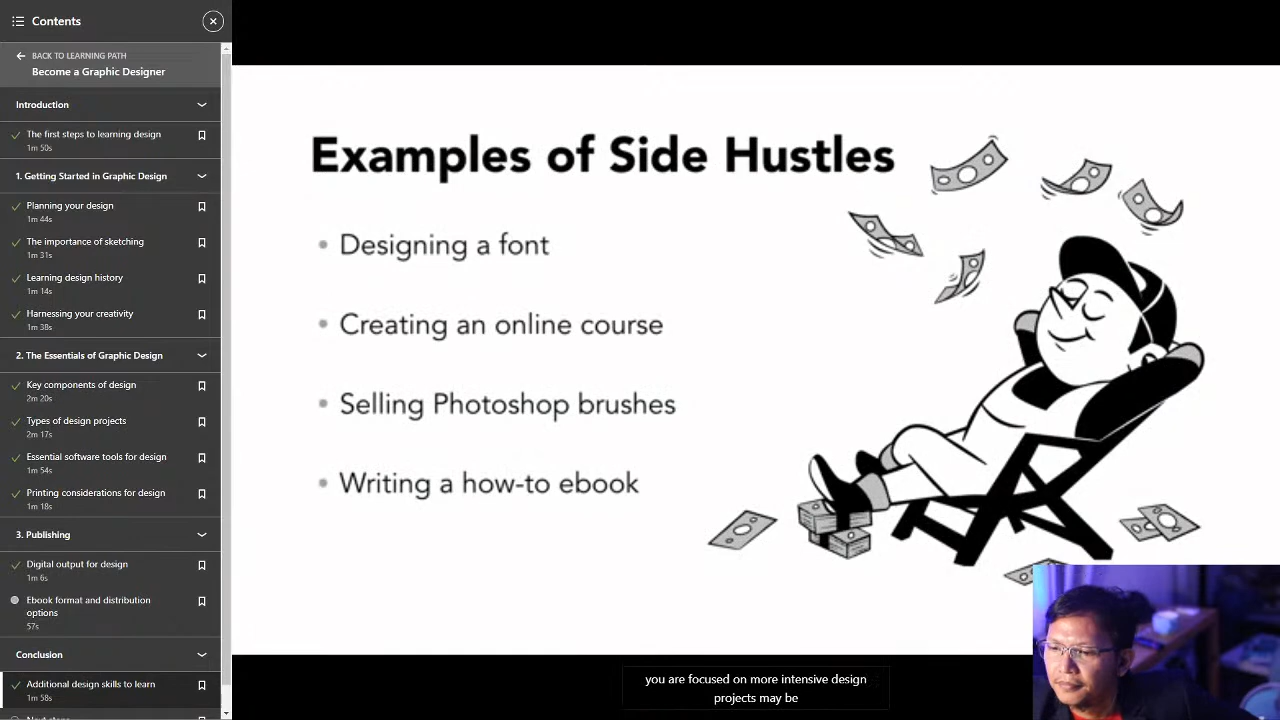 Contents
BACK TO LEARNING PATH
Become a Graphic Designer
Introduction
The first steps to learning design
1m 50s
1. Getting Started in Graphic Design
Planning your design
1m 44s
The importance of sketching
1m 31s
Learning design history
1m 14s
Harnessing your creativity
1m 38s
2. The Essentials of Graphic Design
Key components of design
2m 20s
Types of design projects
2m 17s
Essential software tools for design
1m 54s
Printing considerations for design
1m 18s
3. Publishing
Digital output for design
1m 6s
Ebook format and distribution
options
57s
Conclusion
Additional design skills to learn
1m 58s
Examples of Side Hustles
• Designing a font
• Creating an online course
• Selling Photoshop brushes
• Writing a how-to ebook
you are focused on more intensive design
projects may be